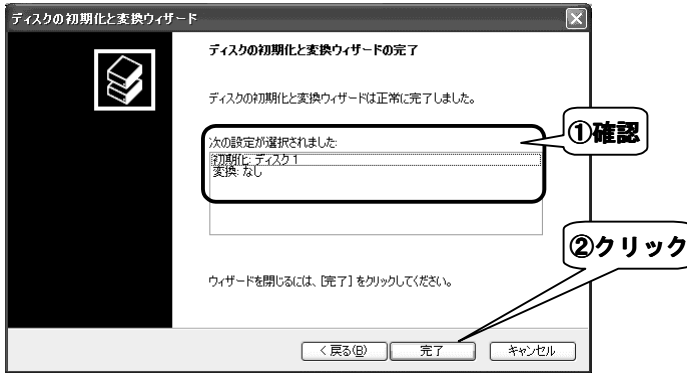 ディスクの初期化と変換ウィザード
ディスクの初期化と変換ウィザードの完了
ディスクの初期化と変換ウィザードは正常に完了しました。
①確認
次の設定が選択されました:
初期化: ディスク 1
変換: なし
②クリック
ウィザードを閉じるには、[完了] をクリックしてください。
< 戻る(B)
完了
キャンセル